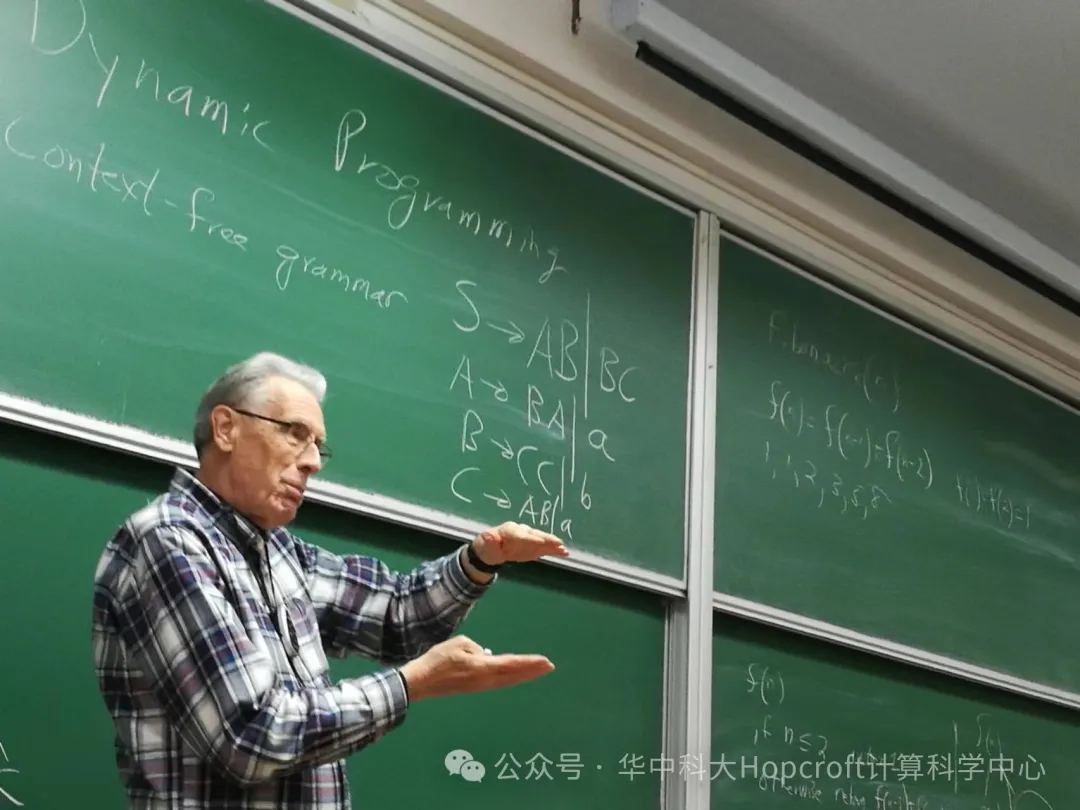 Dynamic Programming
Context-free grammar
S → AB | BC
A → BA | a
B → CC | b
C → AB | a
Fibonacci(n)
f(n) = f(n-1) + f(n-2) f(1)=f(2)=1
1, 1, 2, 3, 5, 8
f(n)
if n ≤ 2
otherwise
f(n)
公众号 · 华中科大Hopcroft计算科学中心